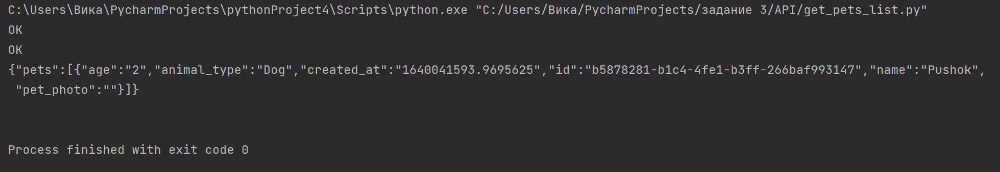 C:\Users\Вика\PycharmProjects\pythonProject4\Scripts\python.exe "C:/Users/Вика/PycharmProjects/задание 3/API/get_pets_list.py"
OK
OK
{"pets":[{"age":"2","animal_type":"Dog","created_at":"1640041593.9695625","id":"b5878281-b1c4-4fe1-b3ff-266baf993147","name":"Pushok",
"pet_photo":""}]}
Process finished with exit code 0